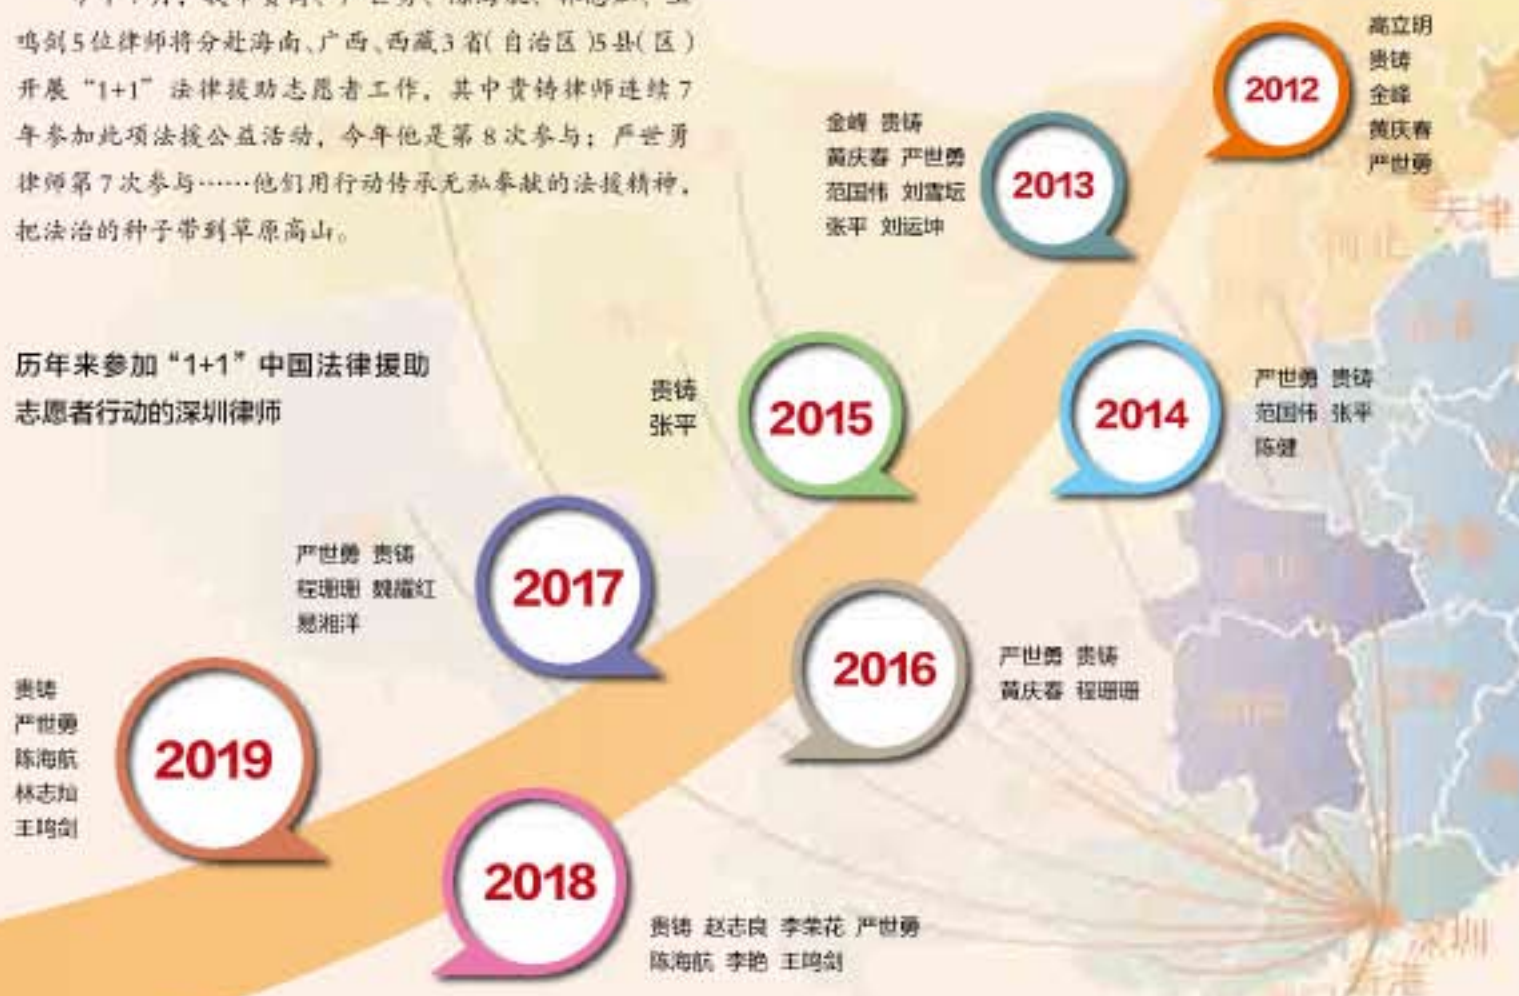 鸣剑5位律师将分赴海南、广西、西藏3省(自治区)5县(区)
开展“1+1”法律援助志愿者工作，其中贵铸律师连续7
年参加此项法援公益活动，今年他是第8次参与；严世勇
律师第7次参与……他们用行动传承无私奉献的法援精神，
把法治的种子带到草原高山。
历年来参加“1+1”中国法律援助
志愿者行动的深圳律师
2012
高立明
贵铸
金峰
黄庆春
严世勇
2013
金峰 贵铸
黄庆春 严世勇
范国伟 刘雪坛
张平 刘运坤
2014
严世勇 贵铸
范国伟 张平
陈健
2015
贵铸
张平
2016
严世勇 贵铸
黄庆春 程珊珊
2017
严世勇 贵铸
程珊珊 魏耀红
易湘洋
2018
贵铸 赵志良 李荣花 严世勇
陈海航 李艳 王鸣剑
2019
贵铸
严世勇
陈海航
林志灿
王鸣剑
天津
河北
深圳